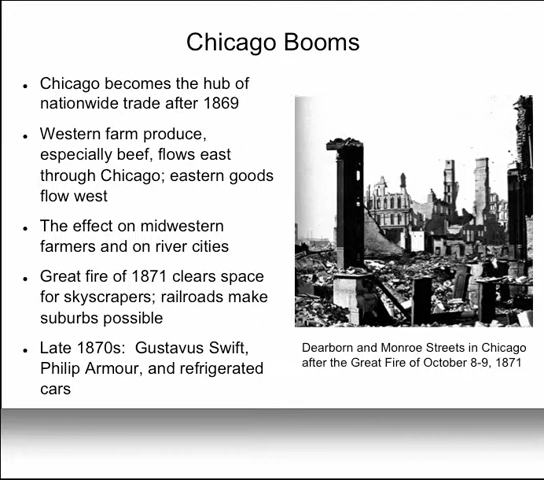 Chicago Booms
• Chicago becomes the hub of
nationwide trade after 1869
• Western farm produce,
especially beef, flows east
through Chicago; eastern goods
flow west
• The effect on midwestern
farmers and on river cities
• Great fire of 1871 clears space
for skyscrapers; railroads make
suburbs possible
• Late 1870s:  Gustavus Swift,
Philip Armour, and refrigerated
cars
Dearborn and Monroe Streets in Chicago
after the Great Fire of October 8-9, 1871